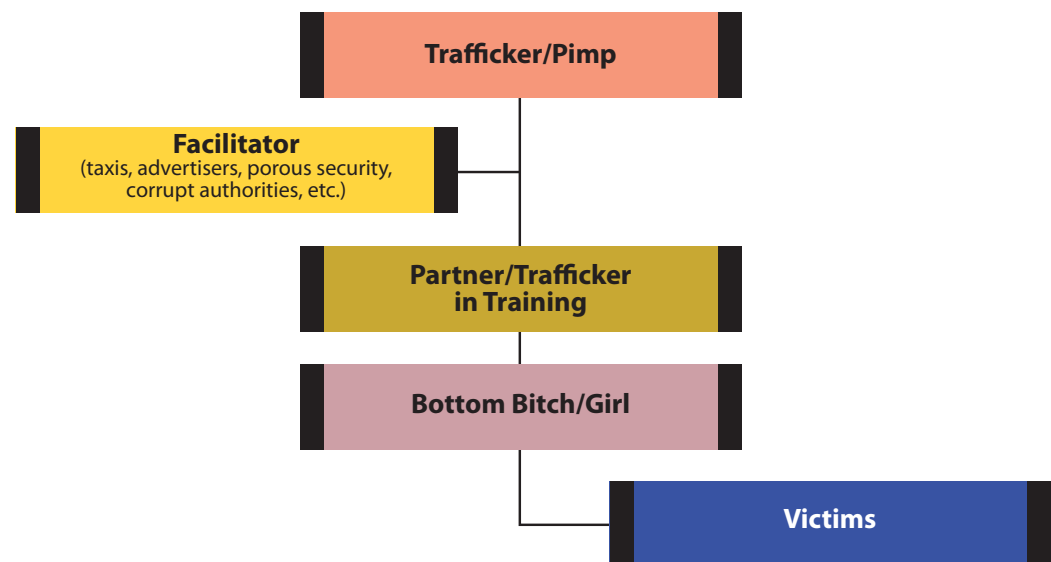 Trafficker/Pimp
Facilitator
(taxis, advertisers, porous security,
corrupt authorities, etc.)
Partner/Trafficker
in Training
Bottom Bitch/Girl
Victims